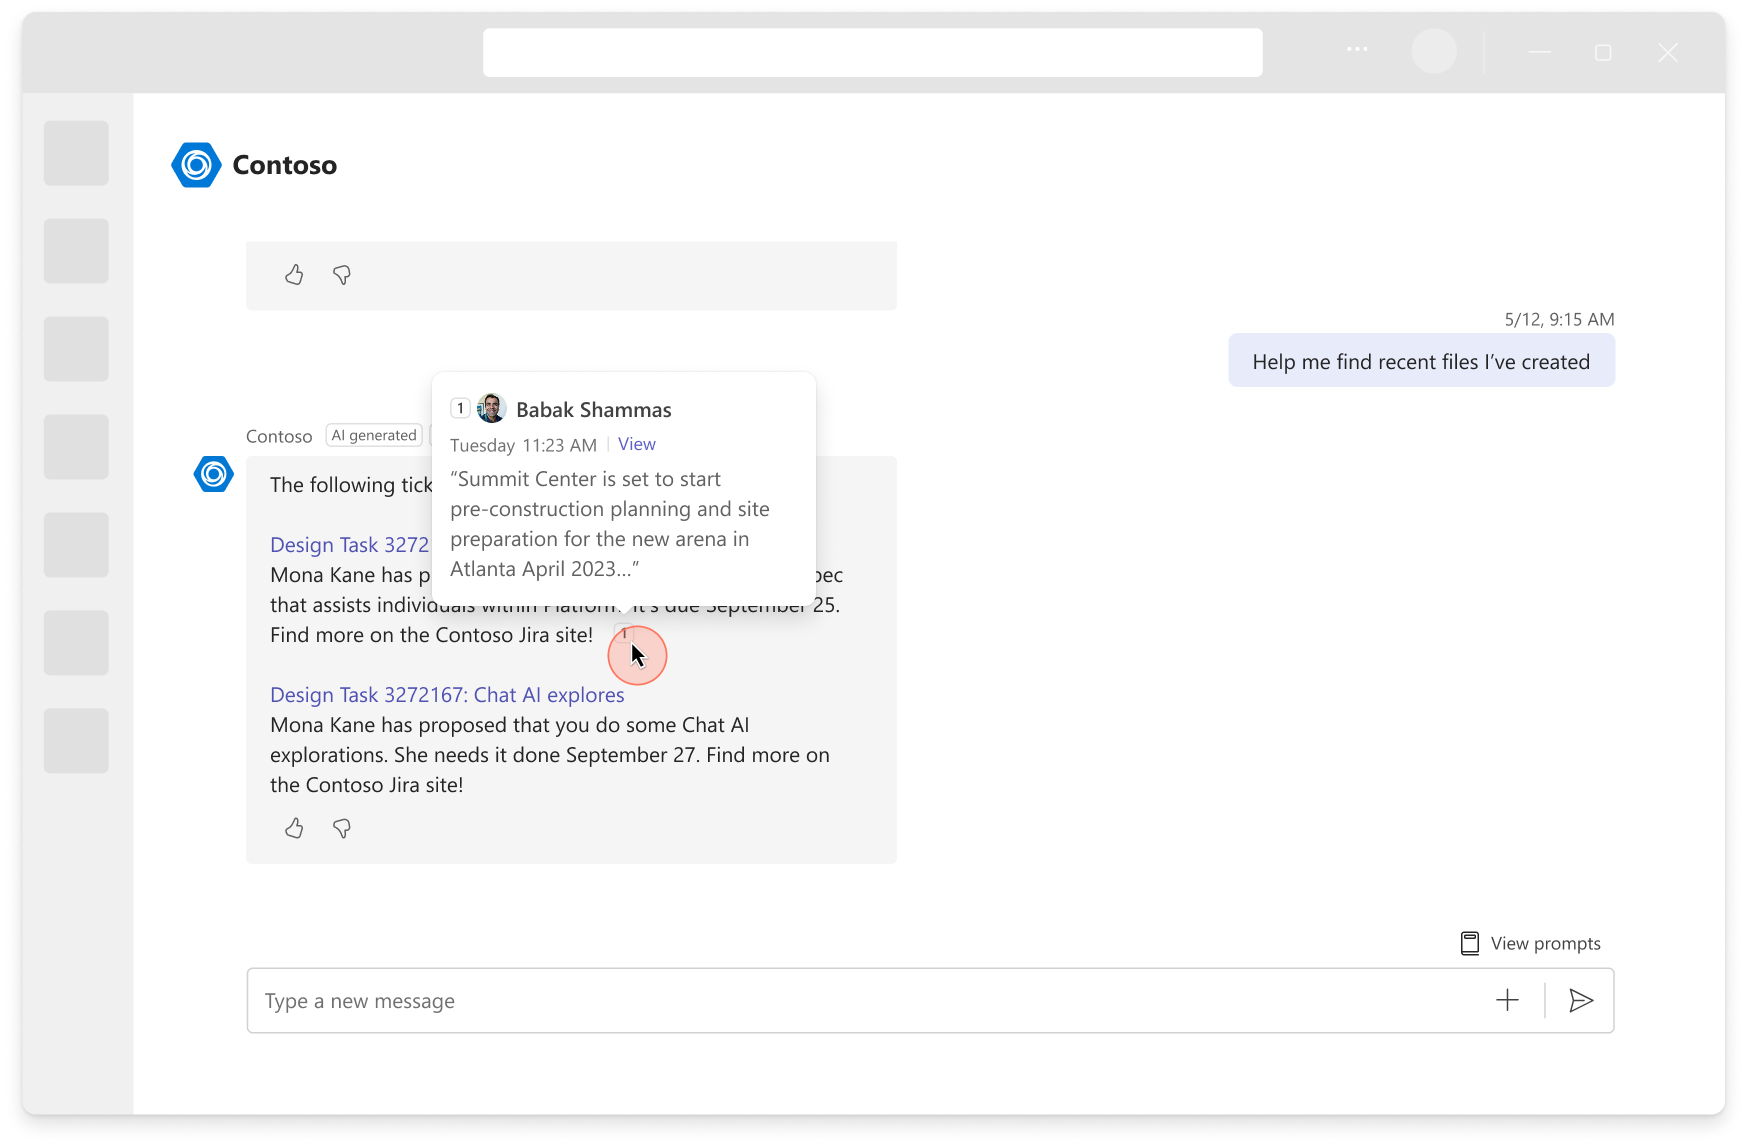 Contoso
5/12, 9:15 AM
Help me find recent files I’ve created
1 Babak Shammas
Tuesday 11:23 AM | View
“Summit Center is set to start
pre-construction planning and site
preparation for the new arena in
Atlanta April 2023...”
Contoso AI generated
The following tick
Design Task 3272
Mona Kane has p
that assists individuals within Platform. It’s due September 25.
Find more on the Contoso Jira site! 1
Design Task 3272167: Chat AI explores
Mona Kane has proposed that you do some Chat AI
explorations. She needs it done September 27. Find more on
the Contoso Jira site!
View prompts
Type a new message